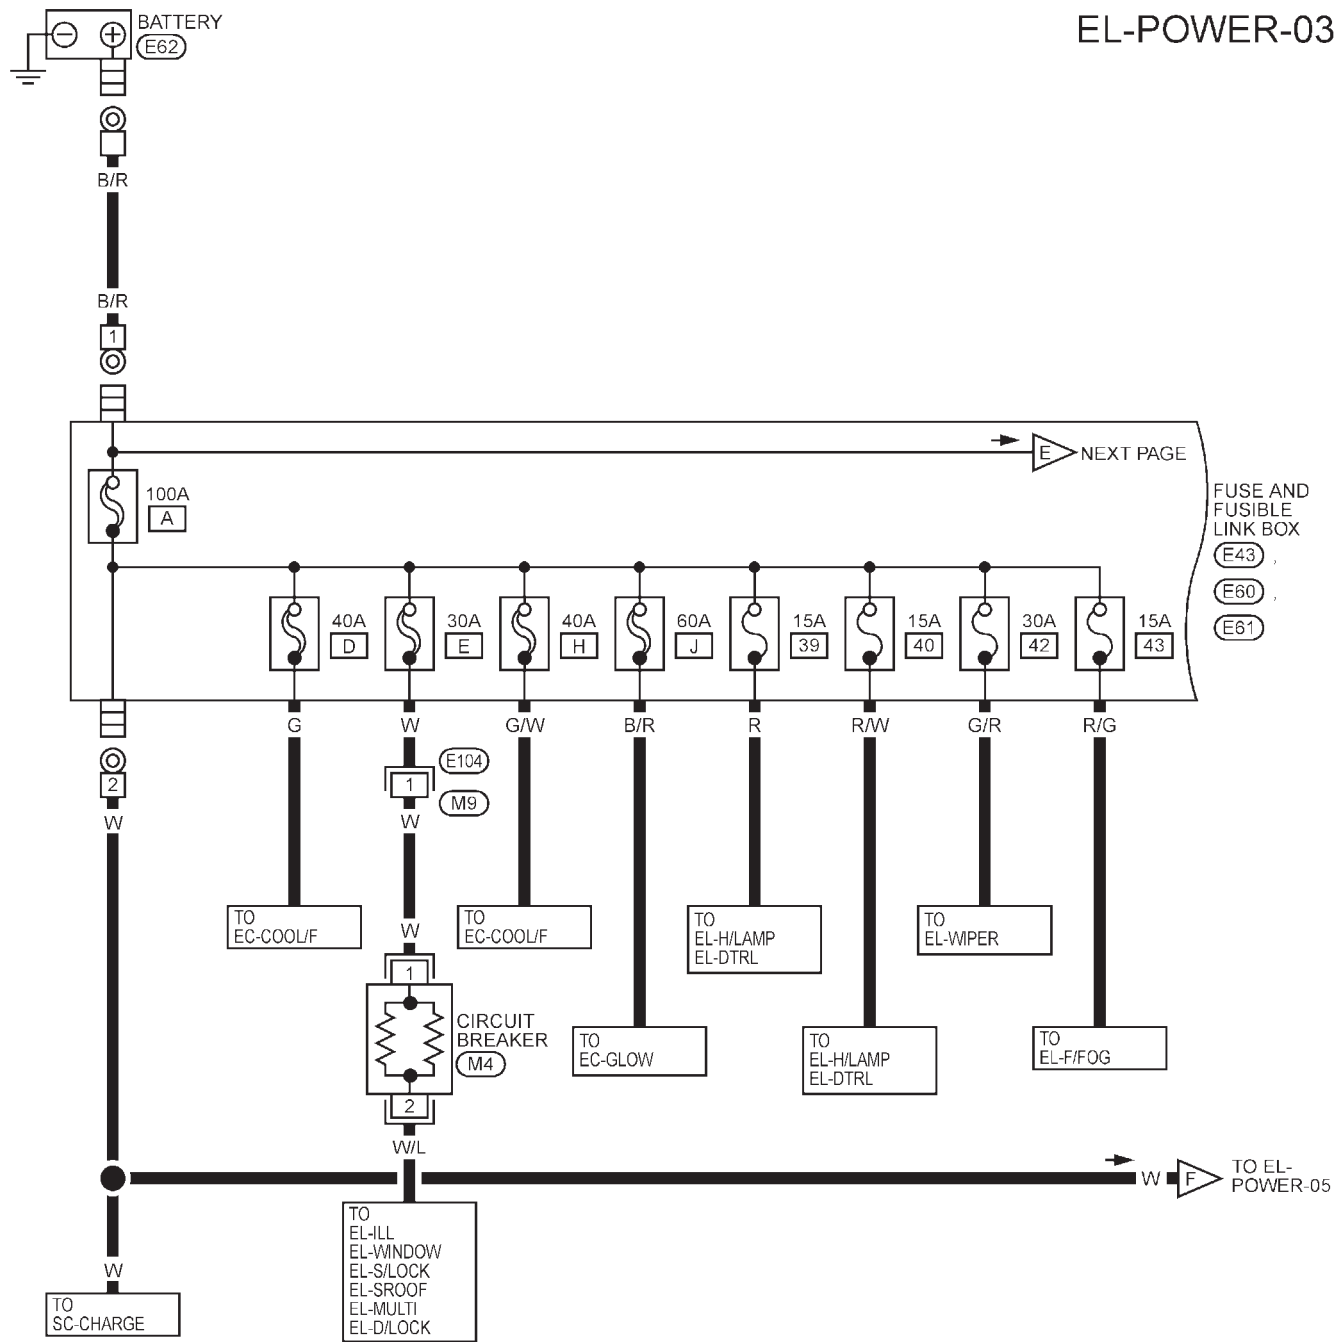 EL-POWER-03
BATTERY
E62
B/R
B/R
1
E
NEXT PAGE
100A
A
FUSE AND
FUSIBLE
LINK BOX
E43 ,
E60 ,
E61
40A
D
30A
E
40A
H
60A
J
15A
39
15A
40
30A
42
15A
43
G
W
G/W
B/R
R
R/W
G/R
R/G
2
W
E104
1
M9
W
W
TO
EC-COOL/F
TO
EC-COOL/F
TO
EL-H/LAMP
EL-DTRL
TO
EL-WIPER
1
CIRCUIT
BREAKER
M4
2
W/L
TO
EC-GLOW
TO
EL-H/LAMP
EL-DTRL
TO
EL-F/FOG
W
F
TO EL-
POWER-05
W
TO
SC-CHARGE
TO
EL-ILL
EL-WINDOW
EL-S/LOCK
EL-SROOF
EL-MULTI
EL-D/LOCK